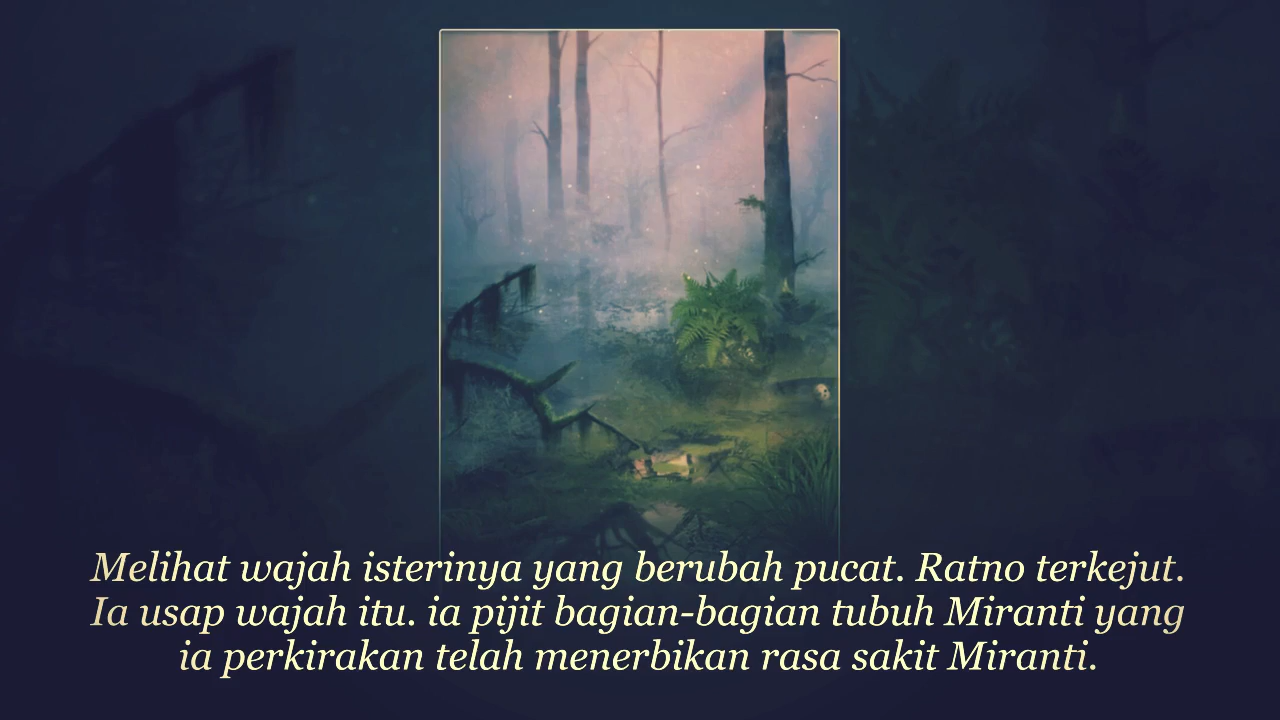 Melihat wajah isterinya yang berubah pucat. Ratno terkejut.
Ia usap wajah itu. ia pijit bagian-bagian tubuh Miranti yang
ia perkirakan telah menerbikan rasa sakit Miranti.